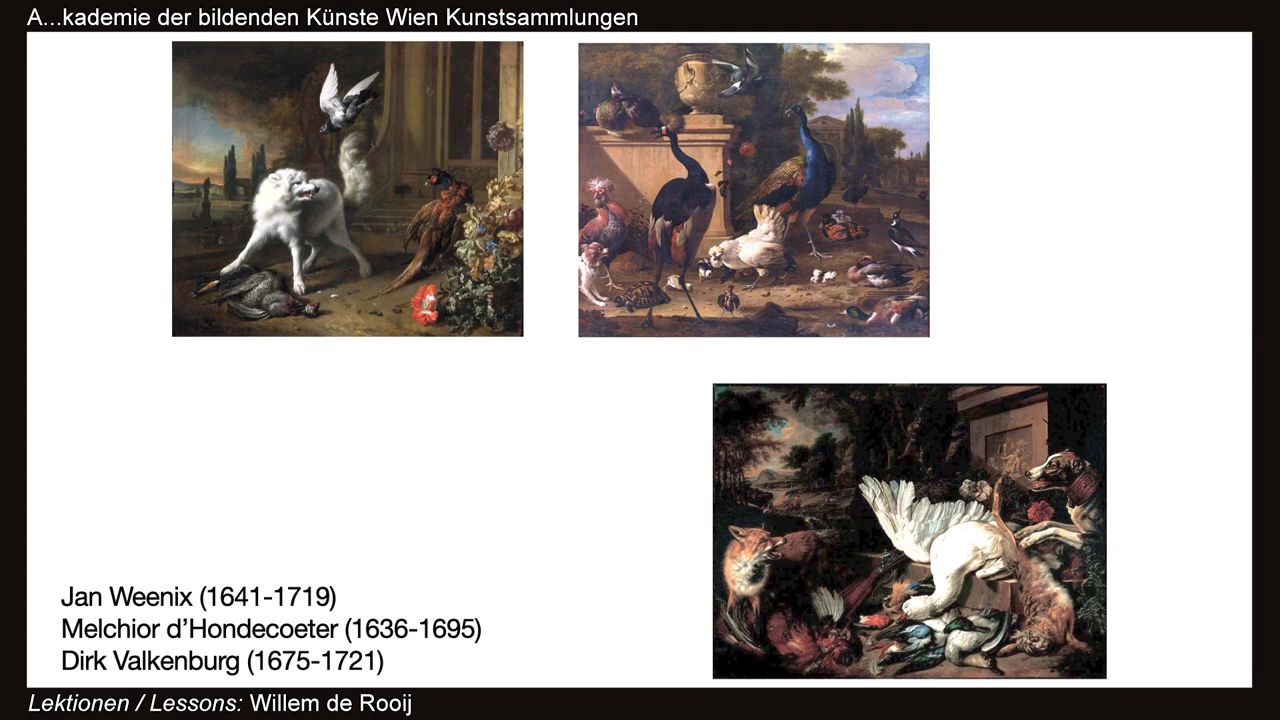 A...kademie der bildenden Künste Wien Kunstsammlungen
Jan Weenix (1641-1719)
Melchior d’Hondecoeter (1636-1695)
Dirk Valkenburg (1675-1721)
Lektionen / Lessons: Willem de Rooij